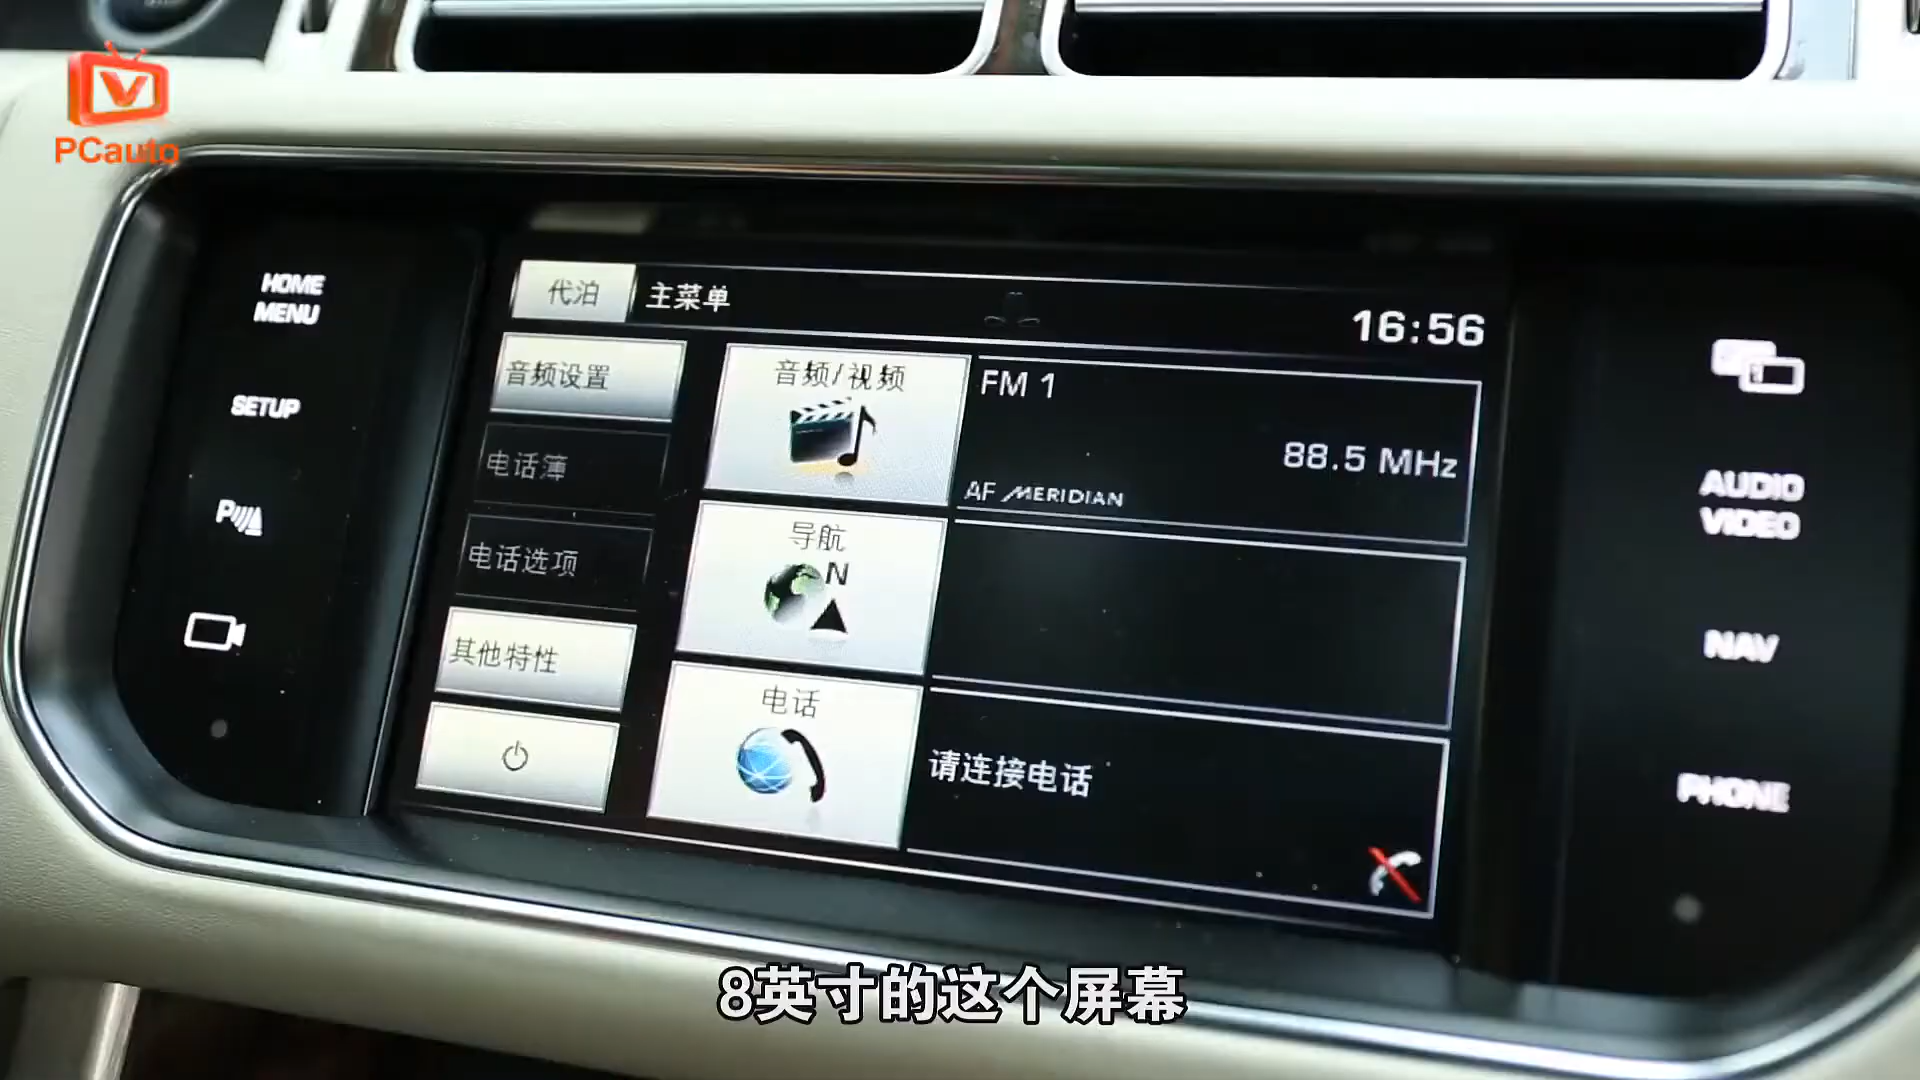 PCauto
HOME
MENU
SETUP
代泊
主菜单
16:56
音频设置
电话簿
电话选项
其他特性
音频/视频
FM 1
88.5 MHz
AF MERIDIAN
导航
N
电话
请连接电话
AUDIO
VIDEO
NAV
PHONE
8英寸的这个屏幕